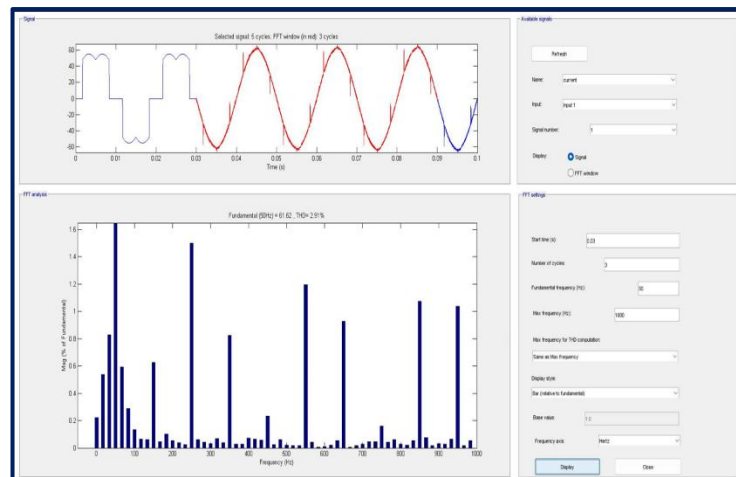 Signal
Selected signal: 5 cycles. FFT window (in red): 3 cycles
60
40
20
0
-20
-40
-60
0 0.01 0.02 0.03 0.04 0.05 0.06 0.07 0.08 0.09 0.1
Time (s)
FFT analysis
Fundamental (50Hz) = 61.62 , THD= 2.91%
Mag (% of Fundamental)
1.6
1.4
1.2
1
0.8
0.6
0.4
0.2
0
0 100 200 300 400 500 600 700 800 900 1000
Frequency (Hz)
Available signals
Refresh
Name: current
Input: input 1
Signal number: 1
Display: Signal
FFT window
FFT settings
Start time (s): 0.03
Number of cycles: 3
Fundamental frequency (Hz): 50
Max frequency (Hz): 1000
Max frequency for THD computation:
Same as Max frequency
Display style:
Bar (relative to fundamental)
Base value: 1.0
Frequency axis: Hertz
Display Close